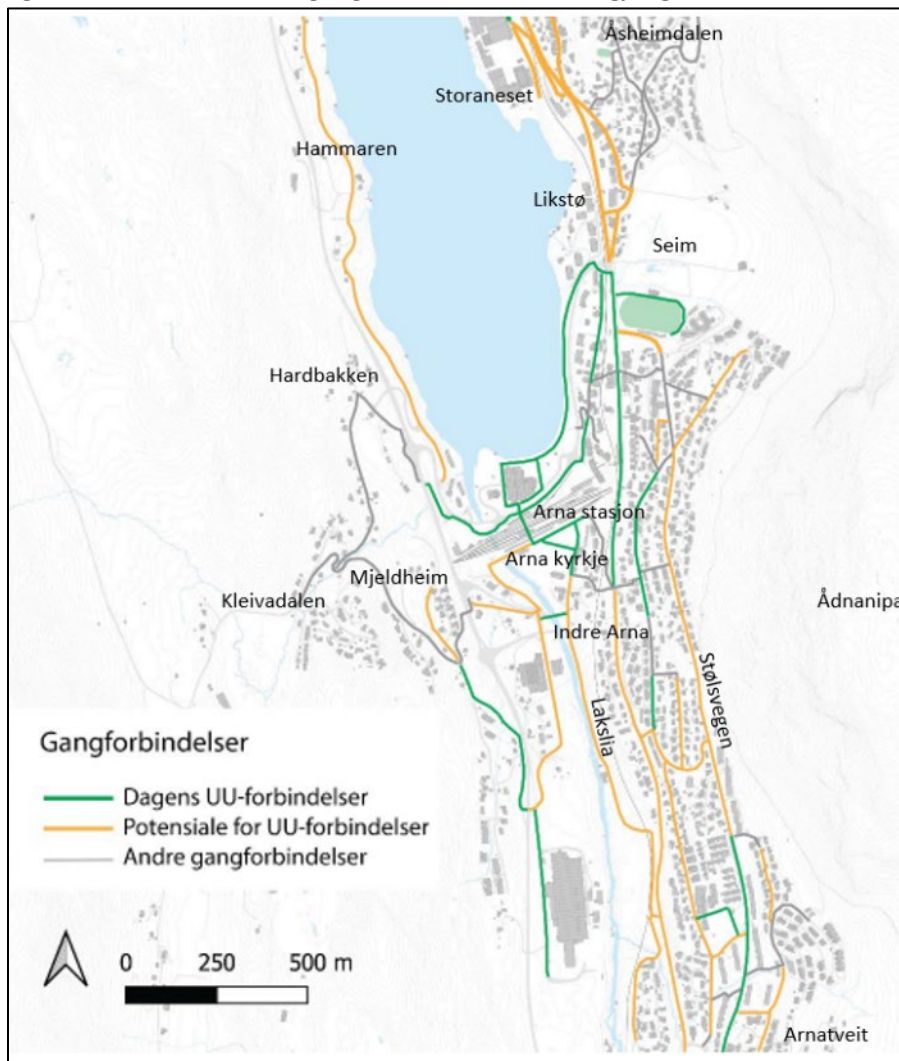 Åsheimdalen
Storaneset
Hammaren
Likstø
Seim
Hardbakken
Arna stasjon
Arna kyrkje
Mjeldheim
Kleivadalen
Ådnanipa
Indre Arna
Stølsvegen
Lakslia
Gangforbindelser
Dagens UU-forbindelser
Potensiale for UU-forbindelser
Andre gangforbindelser
0 250 500 m
Arnatveit